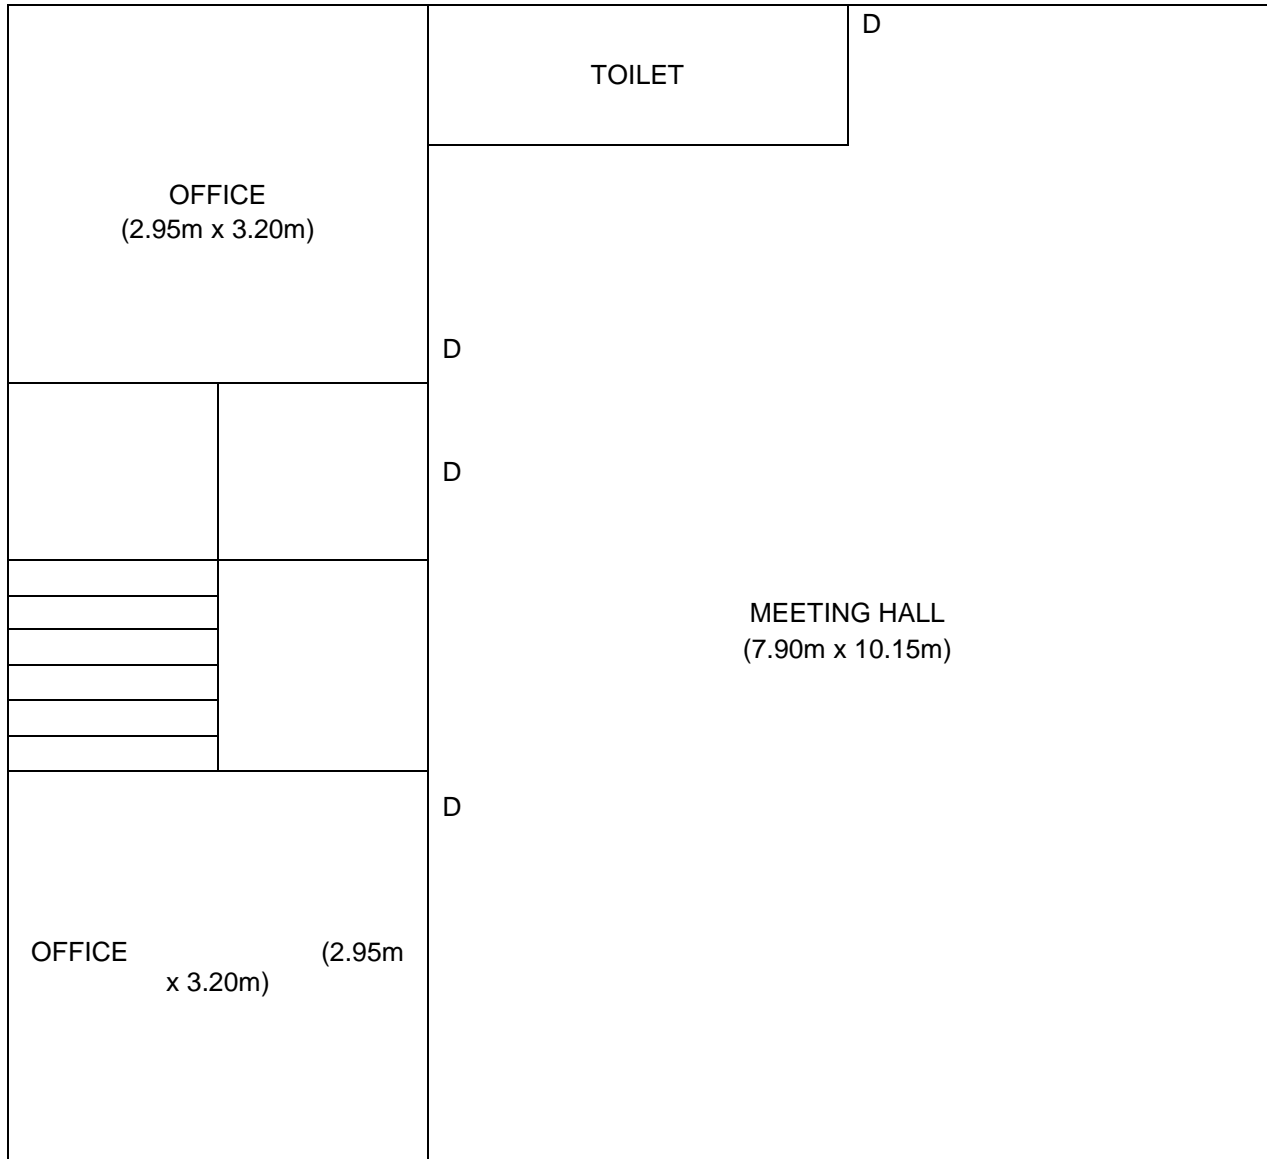 D
TOILET
OFFICE
(2.95m x 3.20m)
D
D
MEETING HALL
(7.90m x 10.15m)
D
OFFICE (2.95m
x 3.20m)